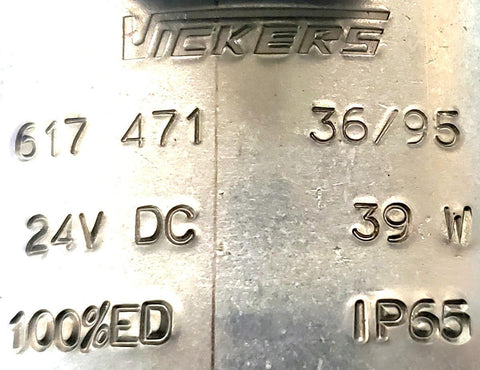 VICKERS
617 471 36/95
24V DC 39 W
100%ED IP65